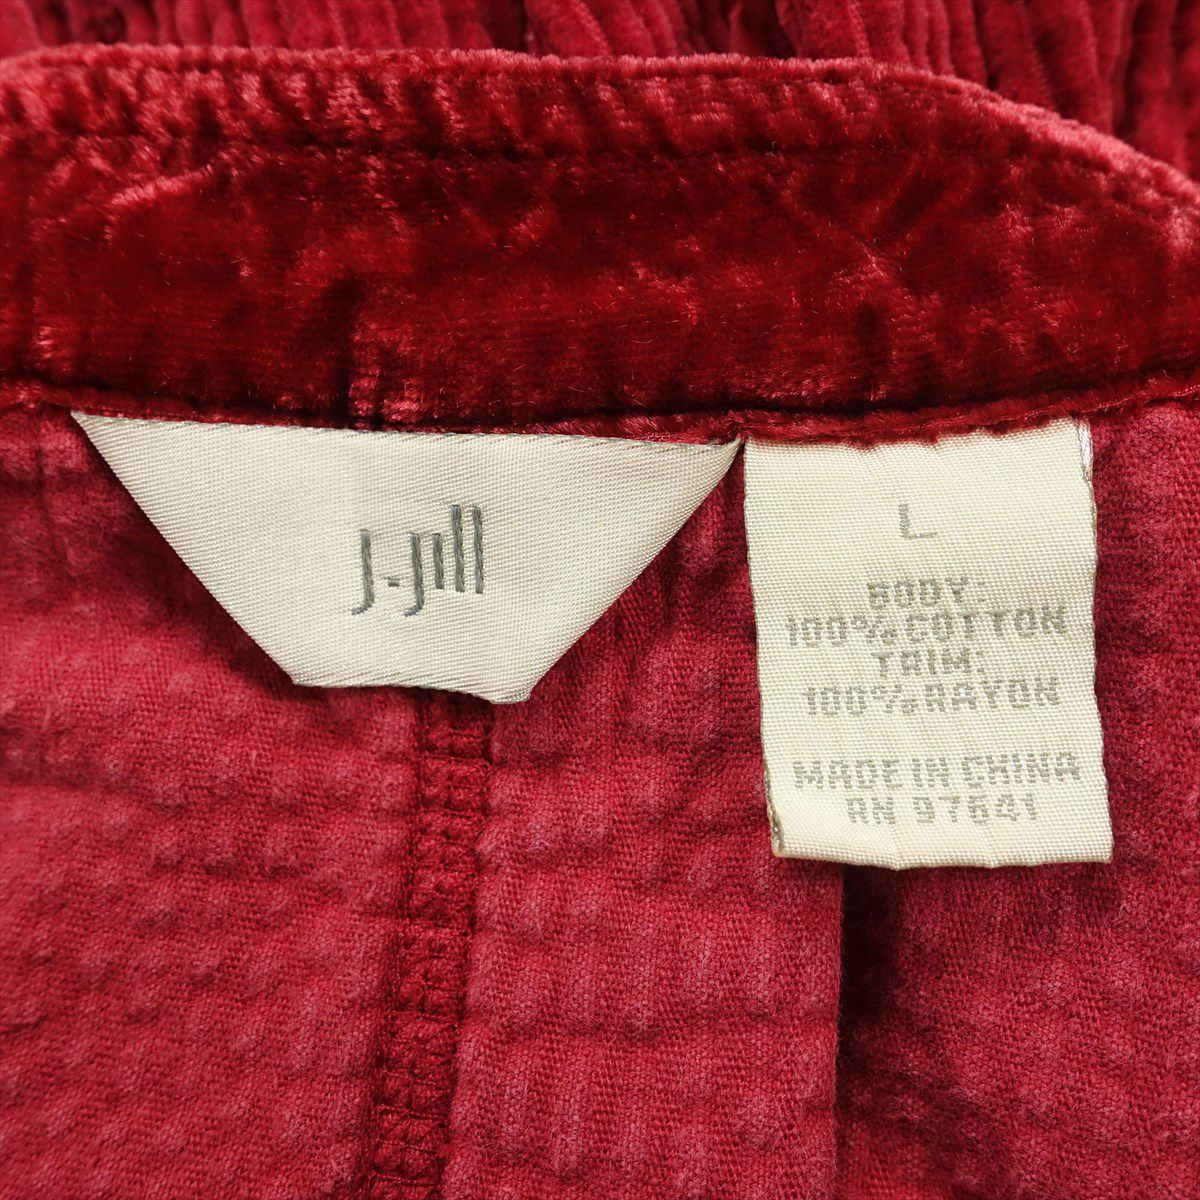 J.Jill
L
BODY:
100% COTTON
TRIM:
100% RAYON
MADE IN CHINA
RN 97641